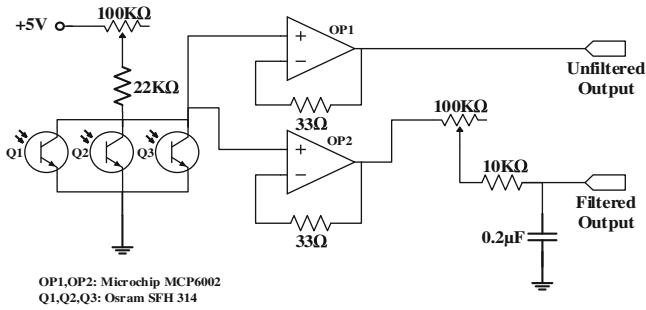 100KΩ
+5V
22KΩ
Q1
Q2
Q3
+
−
OP1
33Ω
Unfiltered
Output
+
−
OP2
33Ω
100KΩ
10KΩ
Filtered
Output
0.2μF
OP1,OP2: Microchip MCP6002
Q1,Q2,Q3: Osram SFH 314